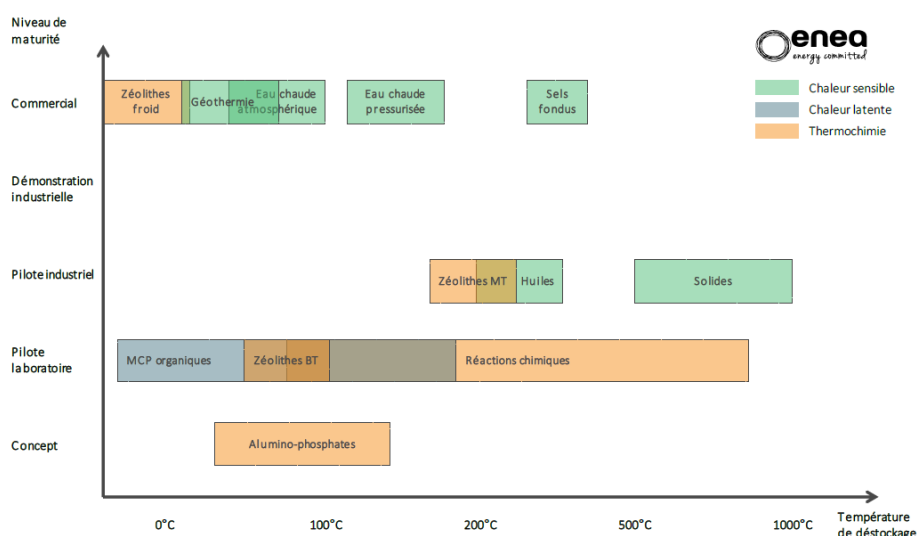 Niveau de
maturité
enea
energy committed
Chaleur sensible
Chaleur latente
Thermochimie
Commercial
Zéolithes
froid
Géothermie
Eau chaude
atmosphérique
Eau chaude
pressurisée
Sels
fondus
Démonstration
industrielle
Pilote industriel
Zéolithes MT
Huiles
Solides
Pilote
laboratoire
MCP organiques
Zéolithes BT
Réactions chimiques
Concept
Alumino-phosphates
0°C
100°C
200°C
500°C
1000°C
Température
de déstockage